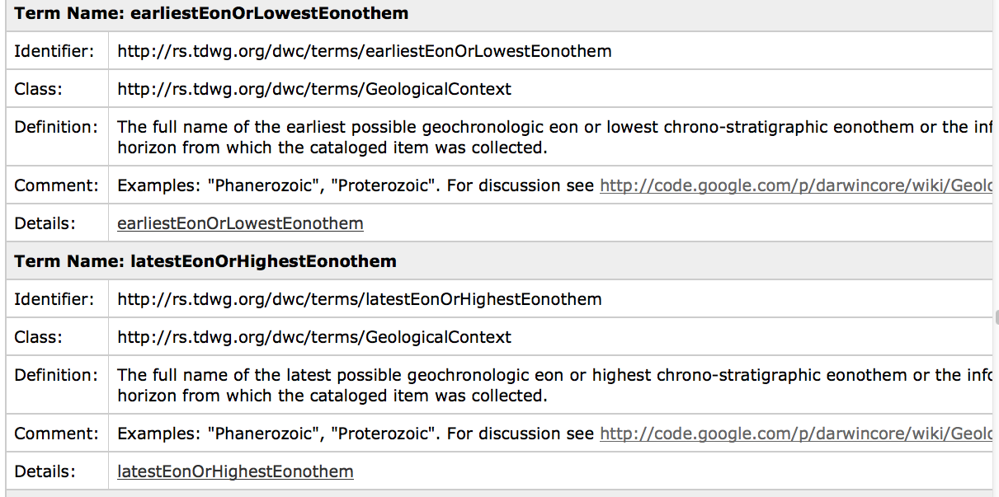 Term Name: earliestEonOrLowestEonothem
Identifier: http://rs.tdwg.org/dwc/terms/earliestEonOrLowestEonothem
Class: http://rs.tdwg.org/dwc/terms/GeologicalContext
Definition: The full name of the earliest possible geochronologic eon or lowest chrono-stratigraphic eonothem or the
horizon from which the cataloged item was collected.
Comment: Examples: "Phanerozoic", "Proterozoic". For discussion see http://code.google.com/p/darwincore/wiki/Geolo
Details: earliestEonOrLowestEonothem
Term Name: latestEonOrHighestEonothem
Identifier: http://rs.tdwg.org/dwc/terms/latestEonOrHighestEonothem
Class: http://rs.tdwg.org/dwc/terms/GeologicalContext
Definition: The full name of the latest possible geochronologic eon or highest chrono-stratigraphic eonothem or the
horizon from which the cataloged item was collected.
Comment: Examples: "Phanerozoic", "Proterozoic". For discussion see http://code.google.com/p/darwincore/wiki/Geolo
Details: latestEonOrHighestEonothem